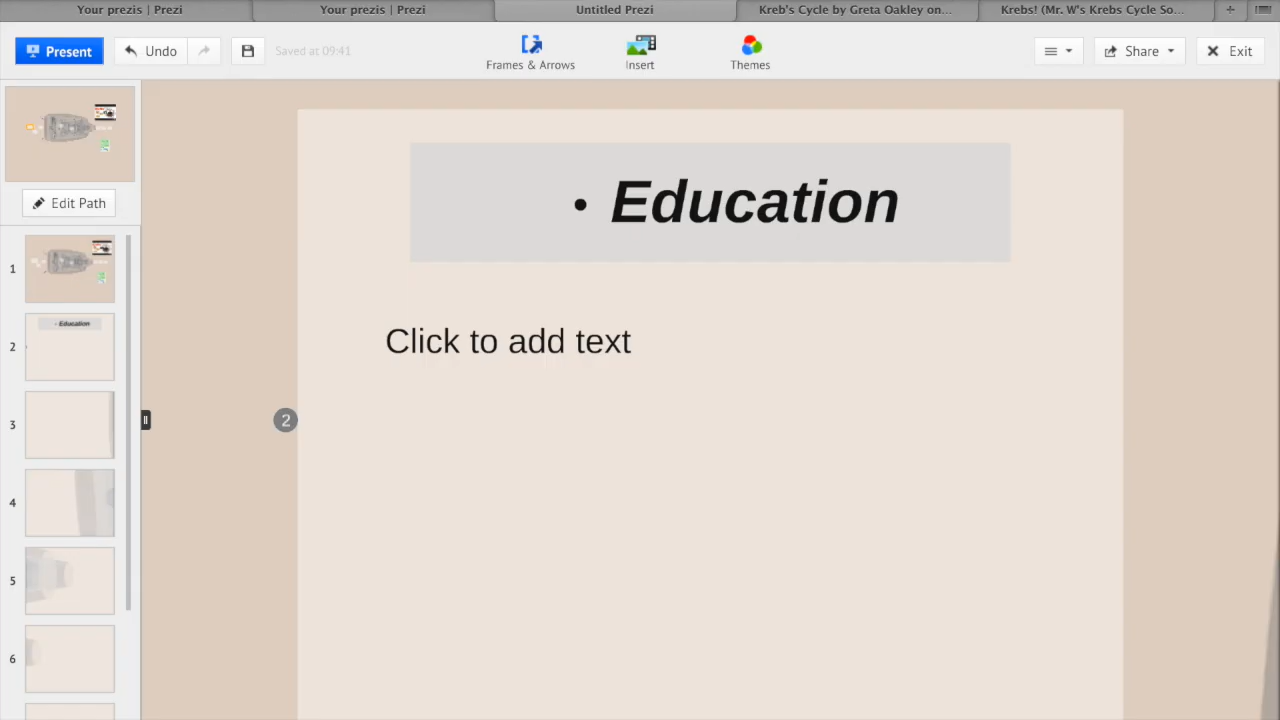 Your prezis | Prezi
Your prezis | Prezi
Untitled Prezi
Kreb's Cycle by Greta Oakley on...
Krebs! (Mr. W's Krebs Cycle So...
Present
Undo
Saved at 09:41
Frames & Arrows
Insert
Themes
Share
Exit
Edit Path
• Education
Click to add text
2
1
2
• Education
3
4
5
6